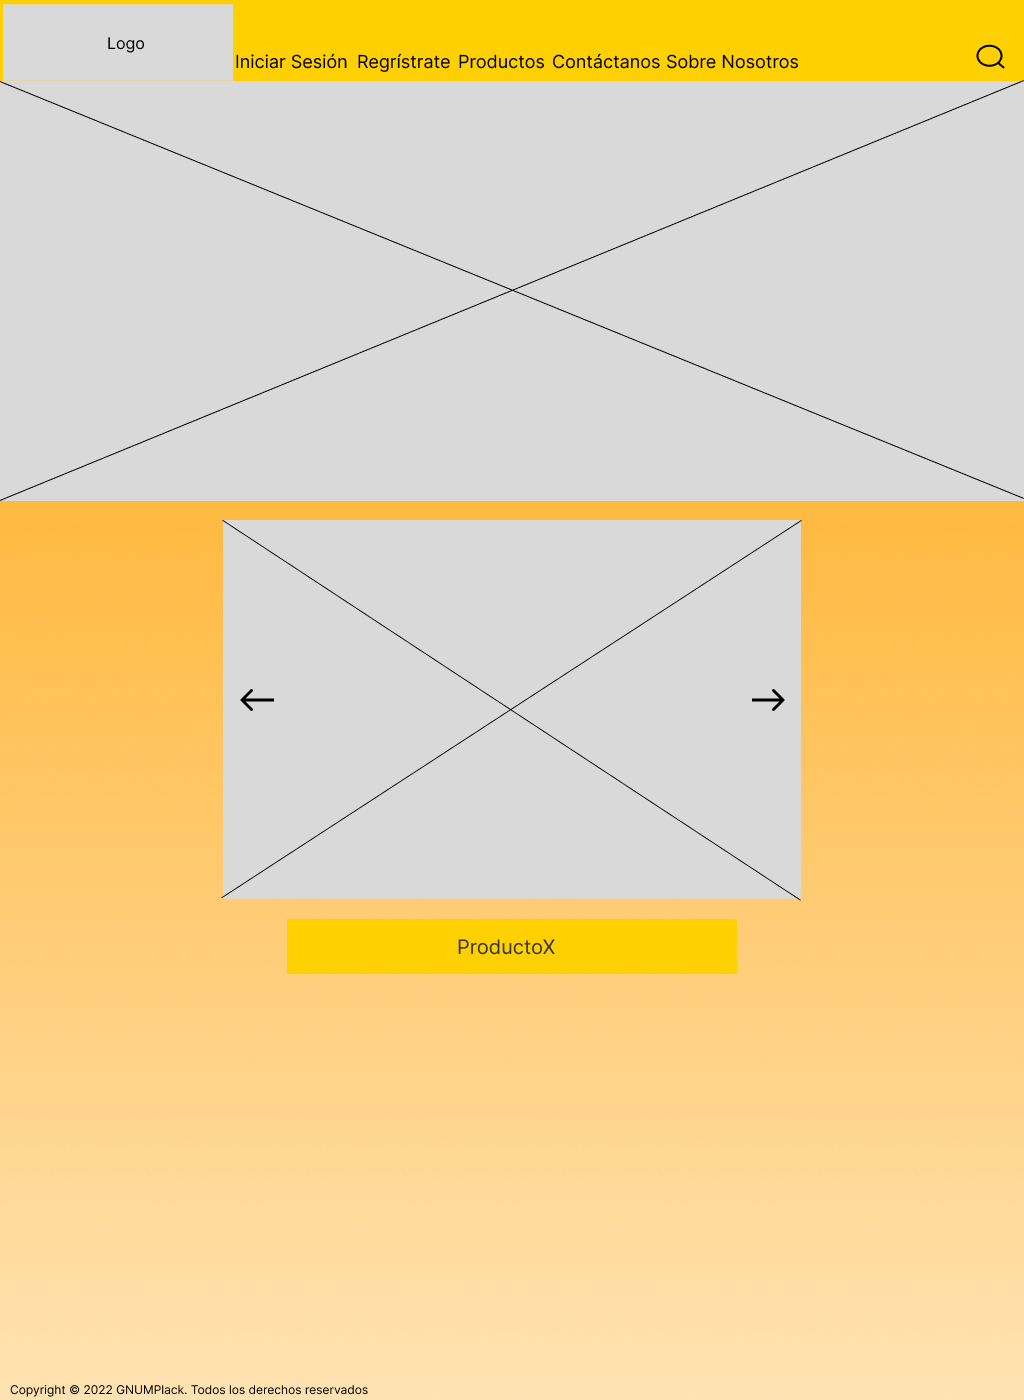 Logo
Iniciar Sesión Regrístrate Productos Contáctanos Sobre Nosotros
ProductoX
Copyright © 2022 GNUMPlack. Todos los derechos reservados